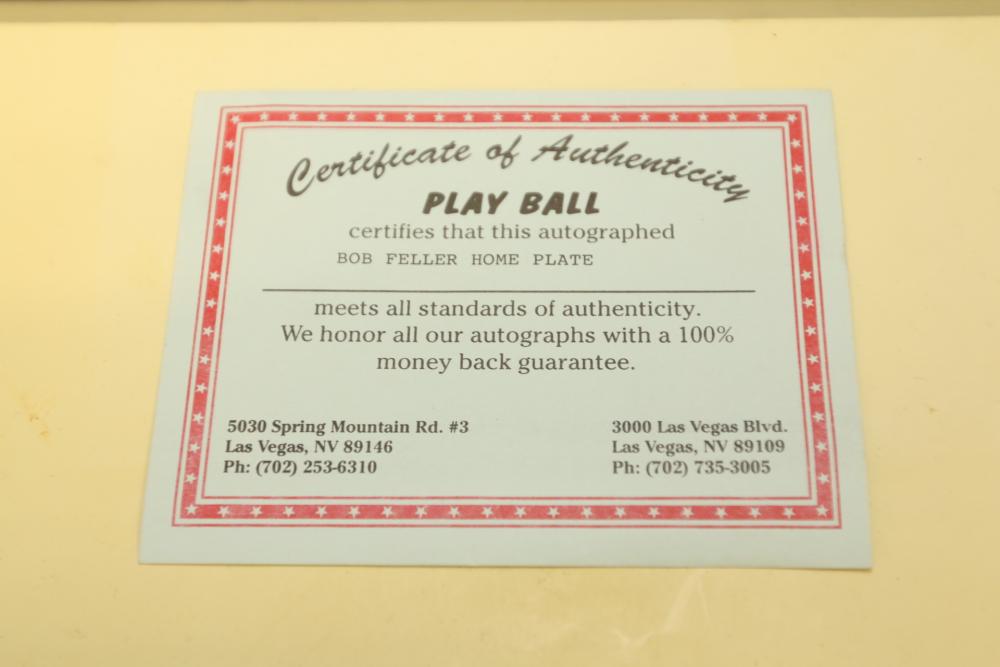 Certificate of Authenticity
PLAY BALL
certifies that this autographed
BOB FELLER HOME PLATE
meets all standards of authenticity.
We honor all our autographs with a 100%
money back guarantee.
5030 Spring Mountain Rd. #3
Las Vegas, NV 89146
Ph: (702) 253-6310
3000 Las Vegas Blvd.
Las Vegas, NV 89109
Ph: (702) 735-3005